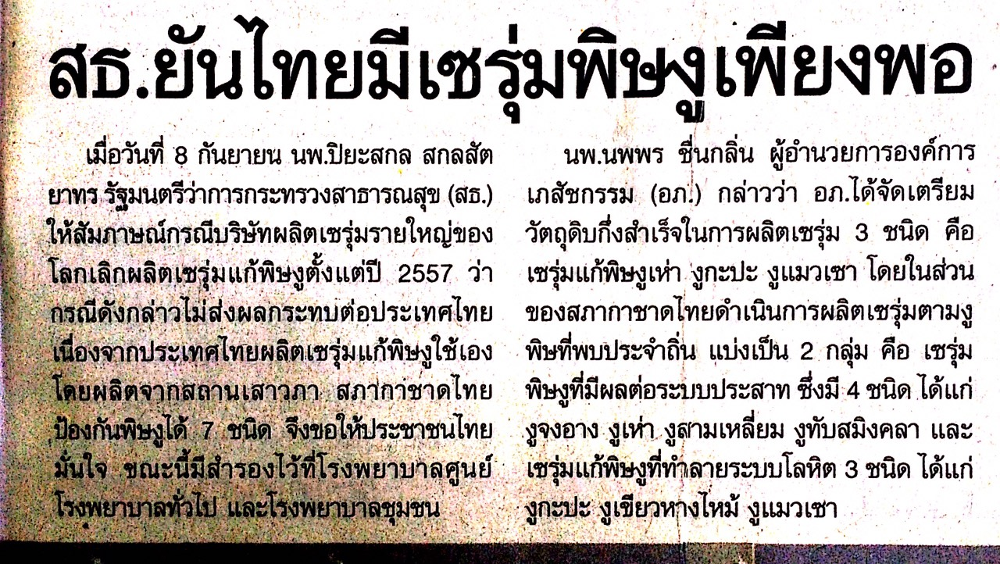 สธ.ยันไทยมีเซรุ่มพิษงูเพียงพอ
เมื่อวันที่ 8 กันยายน นพ.ปิยะสกล สกลสัต
ยาทร รัฐมนตรีว่าการกระทรวงสาธารณสุข (สธ.)
ให้สัมภาษณ์กรณีบริษัทผลิตเซรุ่มรายใหญ่ของ
โลกเลิกผลิตเซรุ่มแก้พิษงูตั้งแต่ปี 2557 ว่า
กรณีดังกล่าวไม่ส่งผลกระทบต่อประเทศไทย
เนื่องจากประเทศไทยผลิตเซรุ่มแก้พิษงูใช้เอง
โดยผลิตจากสถานเสาวภา สภากาชาดไทย
ป้องกันพิษงูได้ 7 ชนิด จึงขอให้ประชาชนไทย
มั่นใจ ขณะนี้มีสำรองไว้ที่โรงพยาบาลศูนย์
โรงพยาบาลทั่วไป และโรงพยาบาลชุมชน
นพ.นพพร ชื่นกลิ่น ผู้อำนวยการองค์การ
เภสัชกรรม (อภ.) กล่าวว่า อภ.ได้จัดเตรียม
วัตถุดิบกึ่งสำเร็จในการผลิตเซรุ่ม 3 ชนิด คือ
เซรุ่มแก้พิษงูเห่า งูกะปะ งูแมวเซา โดยในส่วน
ของสภากาชาดไทยดำเนินการผลิตเซรุ่มตามงู
พิษที่พบประจำถิ่น แบ่งเป็น 2 กลุ่ม คือ เซรุ่ม
พิษงูที่มีผลต่อระบบประสาท ซึ่งมี 4 ชนิด ได้แก่
งูจงอาง งูเห่า งูสามเหลี่ยม งูทับสมิงคลา และ
เซรุ่มแก้พิษงูที่ทำลายระบบโลหิต 3 ชนิด ได้แก่
งูกะปะ งูเขียวหางไหม้ งูแมวเซา